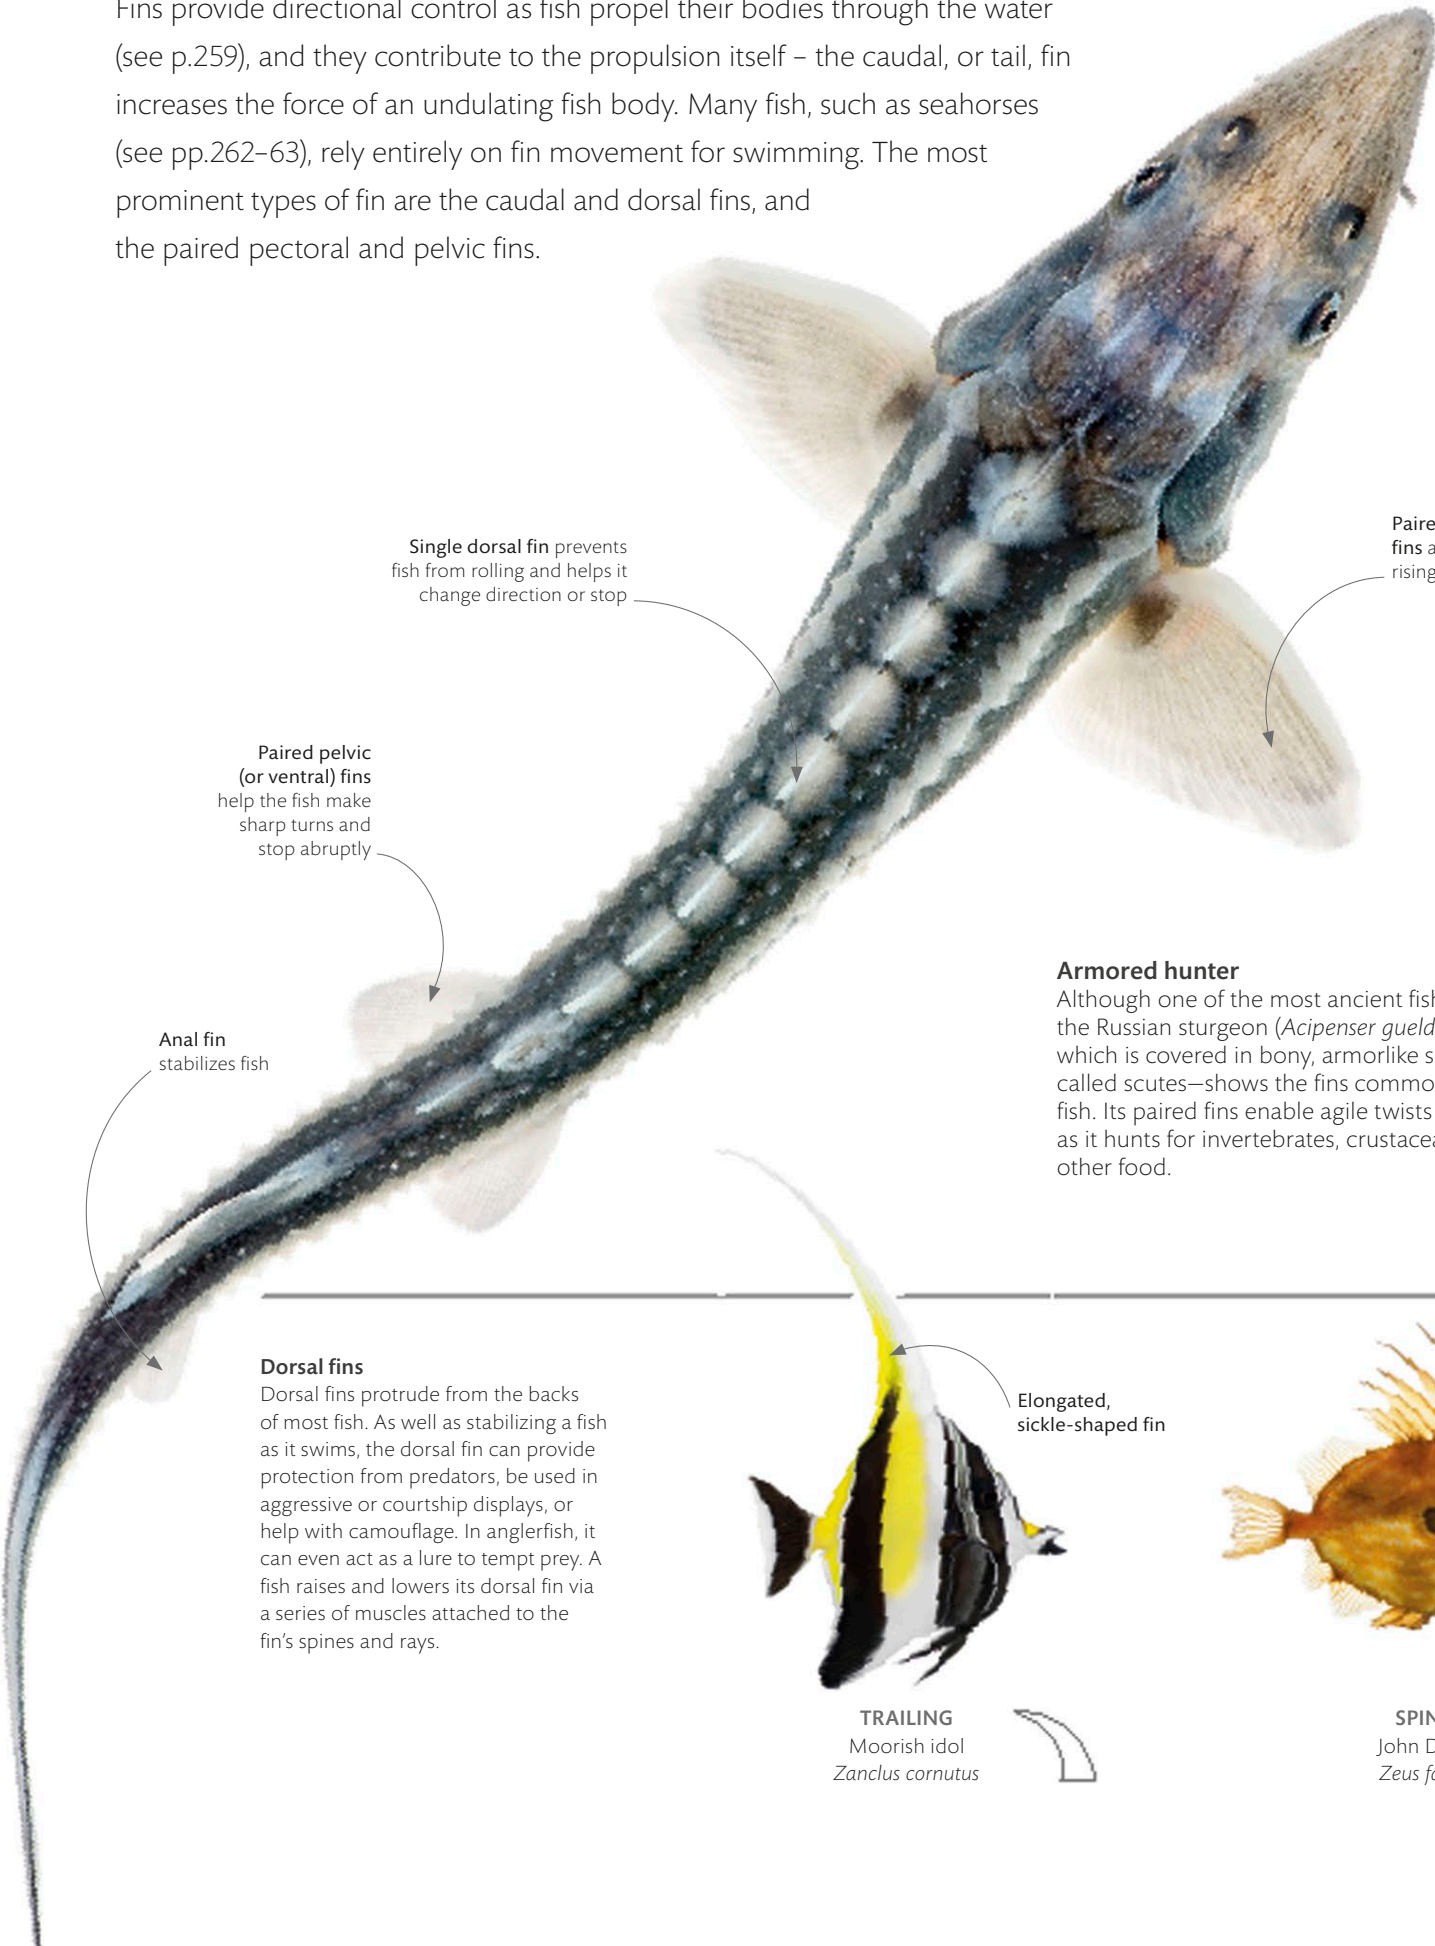 Fins provide directional control as fish propel their bodies through the water
(see p.259), and they contribute to the propulsion itself – the caudal, or tail, fin
increases the force of an undulating fish body. Many fish, such as seahorses
(see pp.262–63), rely entirely on fin movement for swimming. The most
prominent types of fin are the caudal and dorsal fins, and
the paired pectoral and pelvic fins.
Single dorsal fin prevents
fish from rolling and helps it
change direction or stop
Paire
fins a
rising
Paired pelvic
(or ventral) fins
help the fish make
sharp turns and
stop abruptly
Anal fin
stabilizes fish
Armored hunter
Although one of the most ancient fish
the Russian sturgeon (Acipenser gueld
which is covered in bony, armorlike s
called scutes—shows the fins commo
fish. Its paired fins enable agile twists
as it hunts for invertebrates, crustacea
other food.
Dorsal fins
Dorsal fins protrude from the backs
of most fish. As well as stabilizing a fish
as it swims, the dorsal fin can provide
protection from predators, be used in
aggressive or courtship displays, or
help with camouflage. In anglerfish, it
can even act as a lure to tempt prey. A
fish raises and lowers its dorsal fin via
a series of muscles attached to the
fin's spines and rays.
Elongated,
sickle-shaped fin
TRAILING
Moorish idol
Zanclus cornutus
SPIN
John D
Zeus fa